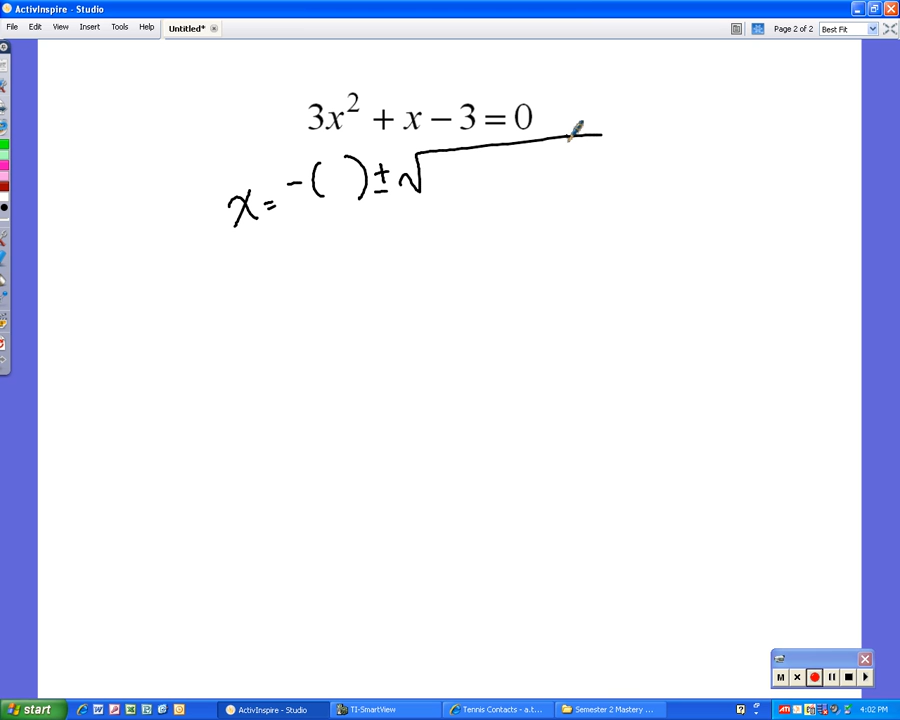 ActivInspire - Studio
File Edit View Insert Tools Help Untitled* Page 2 of 2 Best Fit
3x² + x − 3 = 0
x = -( ) ± √
M
start ActivInspire - Studio TI-SmartView Tennis Contacts - a.t... Semester 2 Mastery ... ATI 4:02 PM